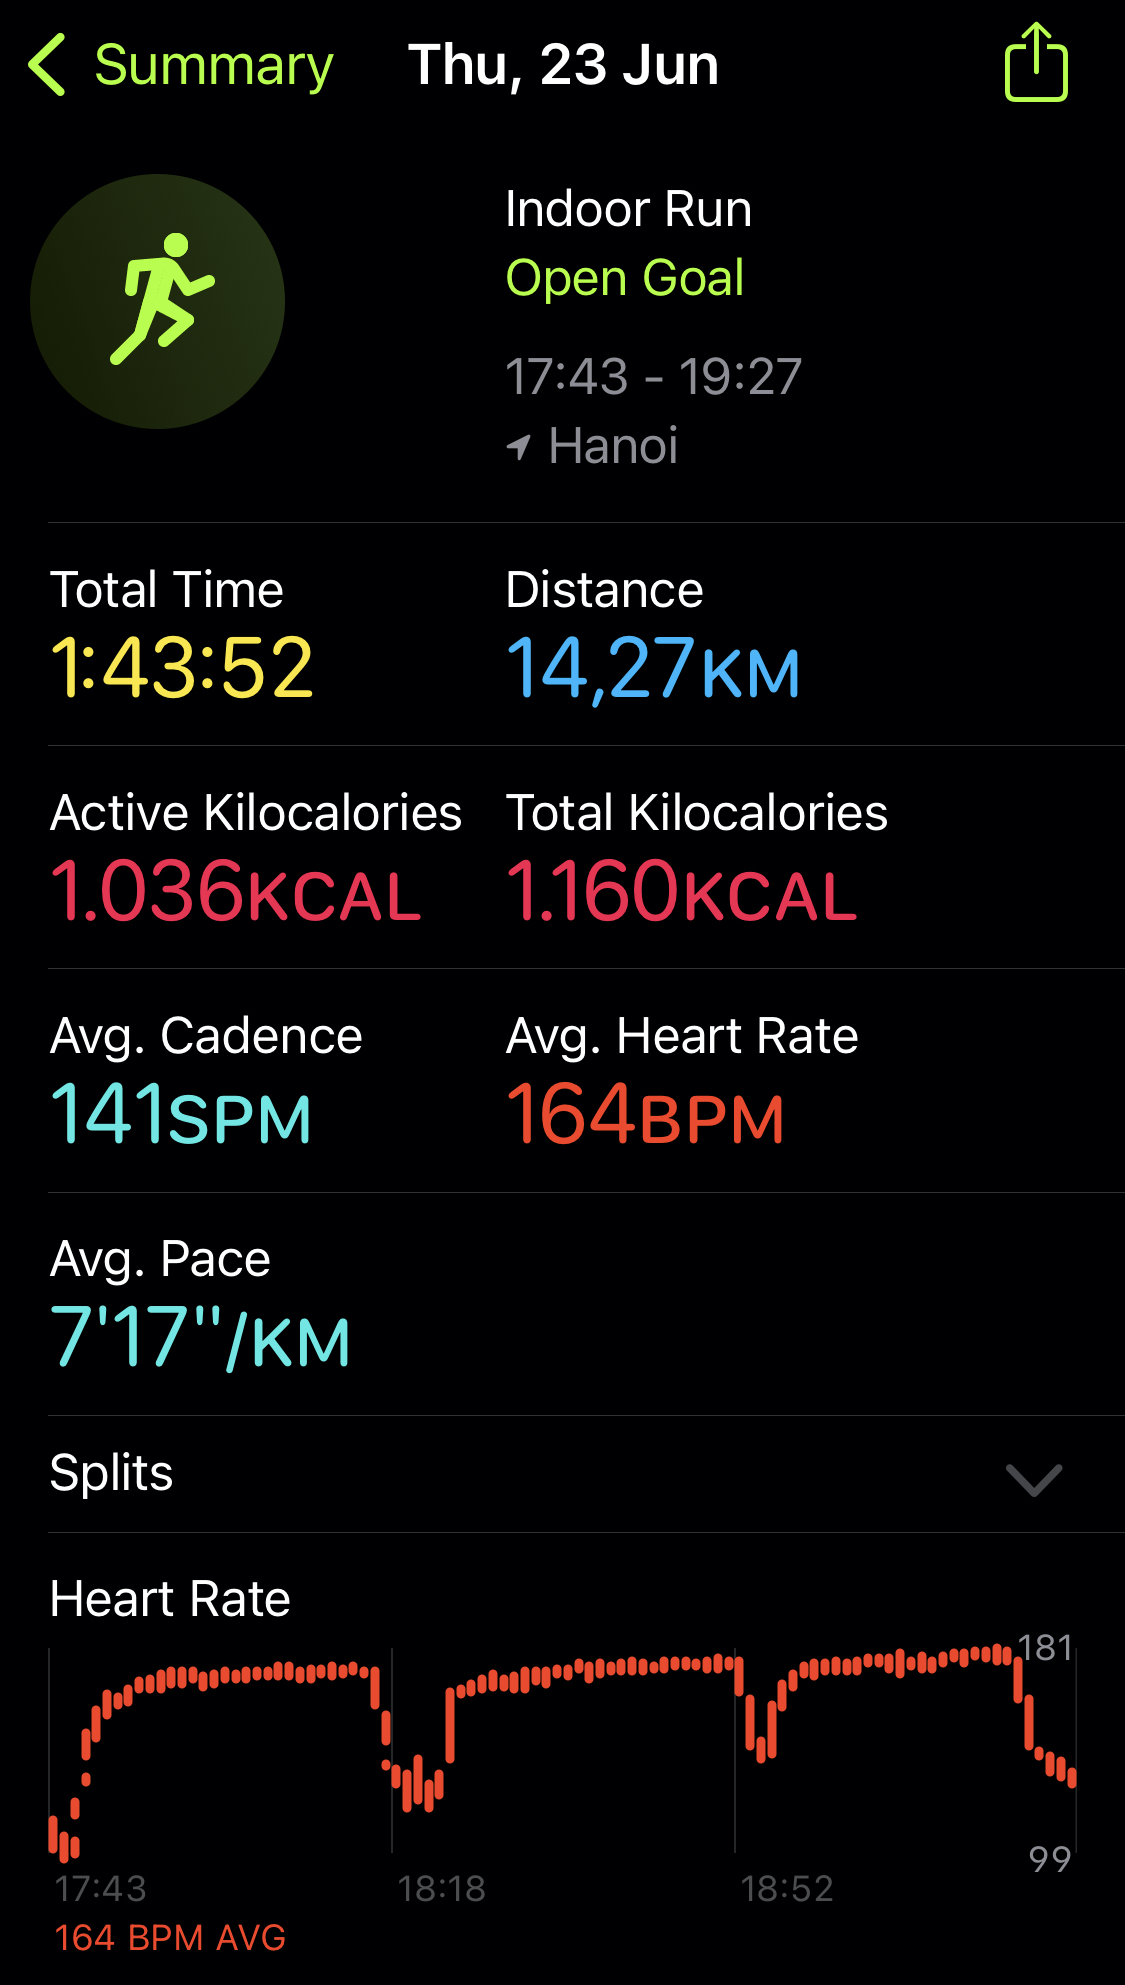 Summary
Thu, 23 Jun
Indoor Run
Open Goal
17:43 - 19:27
Hanoi
Total Time
Distance
1:43:52
14,27KM
Active Kilocalories
Total Kilocalories
1.036KCAL
1.160KCAL
Avg. Cadence
Avg. Heart Rate
141SPM
164BPM
Avg. Pace
7'17"/KM
Splits
Heart Rate
181
99
17:43
18:18
18:52
164 BPM AVG